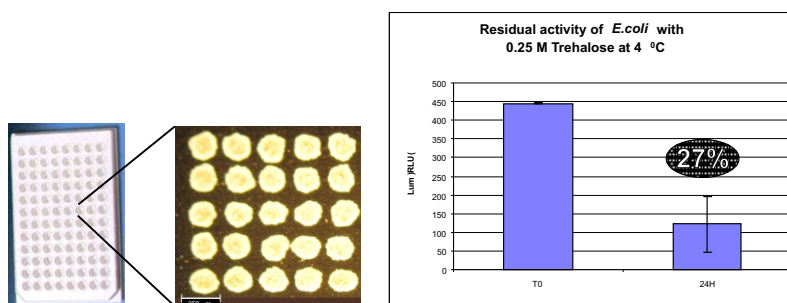 Residual activity of E.coli with
0.25 M Trehalose at 4 ⁰C
500
450
400
350
300
250
200
150
100
50
0
Lum )RLU(
27%
T0
24H